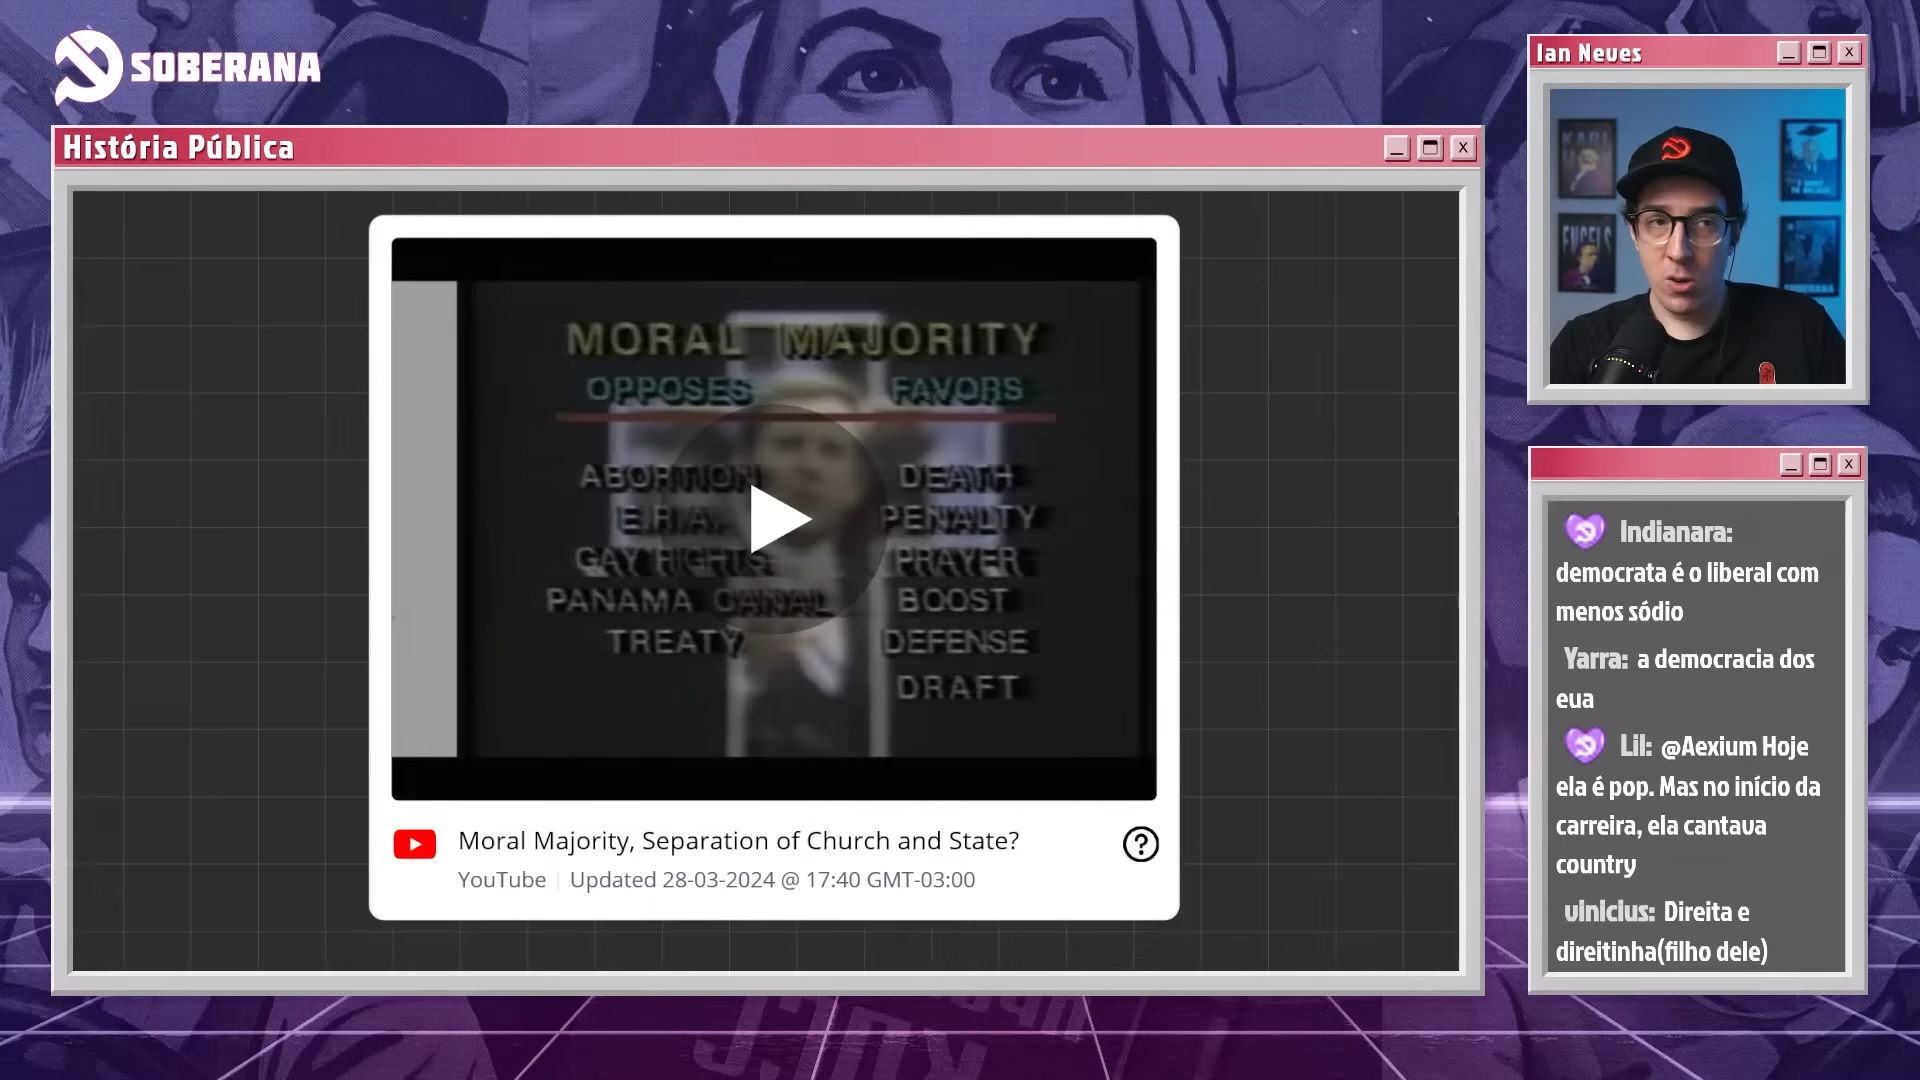 SOBERANA
História Pública
MORAL MAJORITY
OPPOSES FAVORS
ABORTION DEATH
E.R.A. PENALTY
GAY RIGHTS PRAYER
PANAMA CANAL BOOST
TREATY DEFENSE
DRAFT
Moral Majority, Separation of Church and State?
YouTube Updated 28-03-2024 @ 17:40 GMT-03:00
Ian Neves
KARL
ENGELS
SOBERANA
Indianara:
democrata é o liberal com
menos sódio
Yarra: a democracia dos
eua
Lil: @Aexium Hoje
ela é pop. Mas no início da
carreira, ela cantava
country
vinicius: Direita e
direitinha(filho dele)